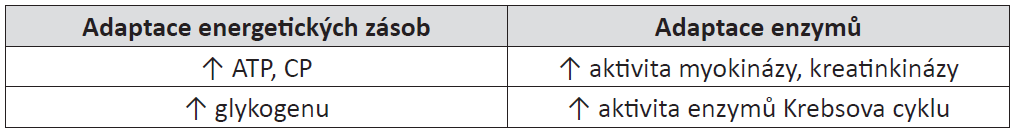 Adaptace energetických zásob Adaptace enzymů
↑ ATP, CP ↑ aktivita myokinázy, kreatinkinázy
↑ glykogenu ↑ aktivita enzymů Krebsova cyklu